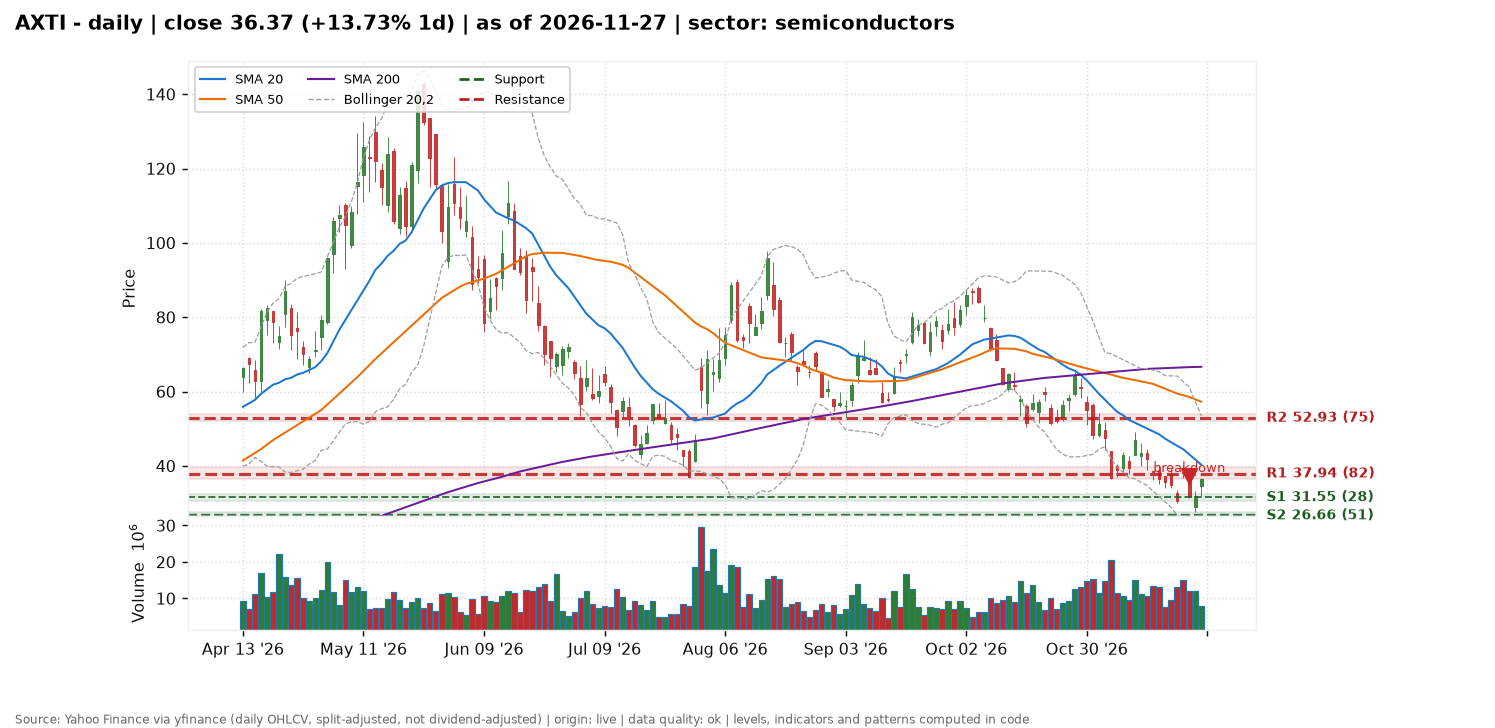 AXTI - daily | close 36.37 (+13.73% 1d) | as of 2026-11-27 | sector: semiconductors
SMA 20
SMA 50
SMA 200
Bollinger 20,2
Support
Resistance
Price
140
120
100
80
60
40
breakdown
R2 52.93 (75)
R1 37.94 (82)
S1 31.55 (28)
S2 26.66 (51)
Volume 10⁶
30
20
10
Apr 13 '26 May 11 '26 Jun 09 '26 Jul 09 '26 Aug 06 '26 Sep 03 '26 Oct 02 '26 Oct 30 '26
Source: Yahoo Finance via yfinance (daily OHLCV, split-adjusted, not dividend-adjusted) | origin: live | data quality: ok | levels, indicators and patterns computed in code